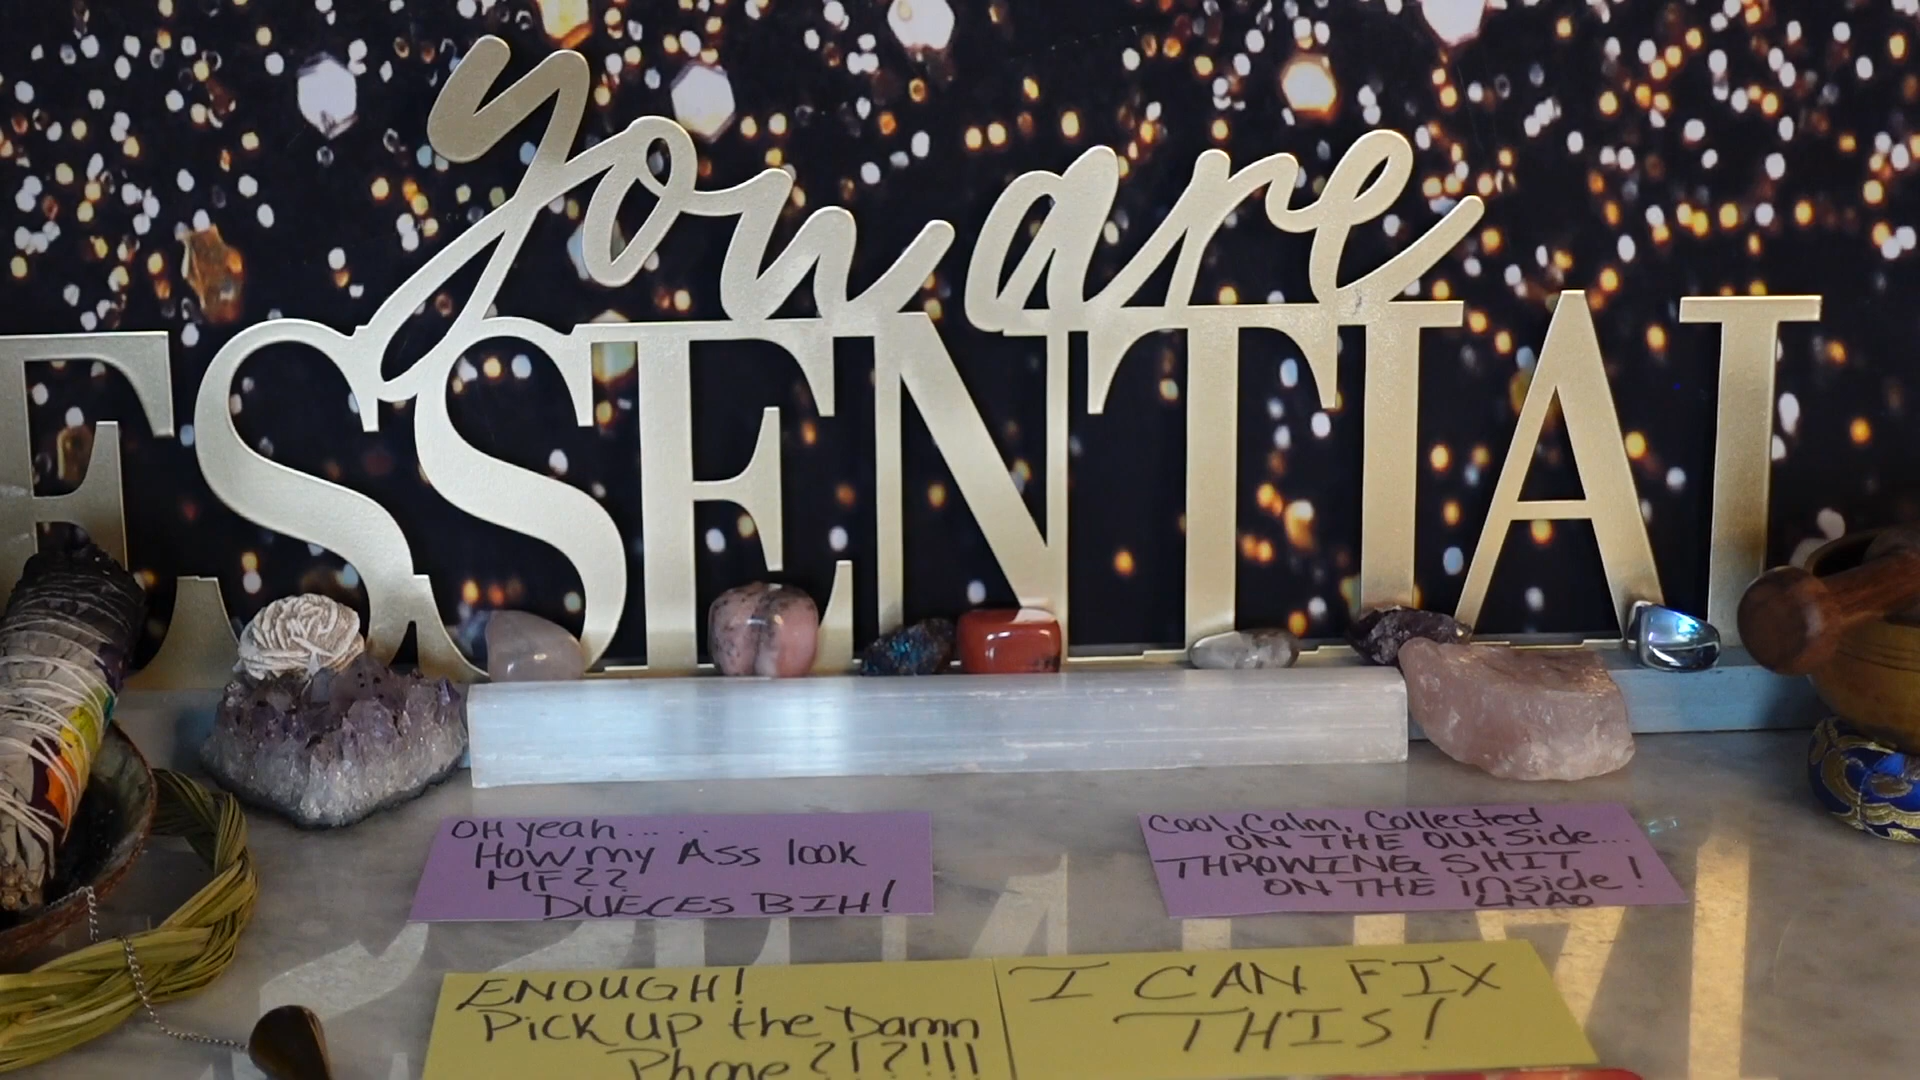 you are
ESSENTIAL
OH yeah.....
How my Ass look
MF??
DUECES BIH!
Cool, Calm, Collected
ON THE OutSide...
THROWING SHIT
ON THE inside!
LMAO
ENOUGH!
Pick up the Damn
Phone?!?!!!
I CAN FIX
THIS!